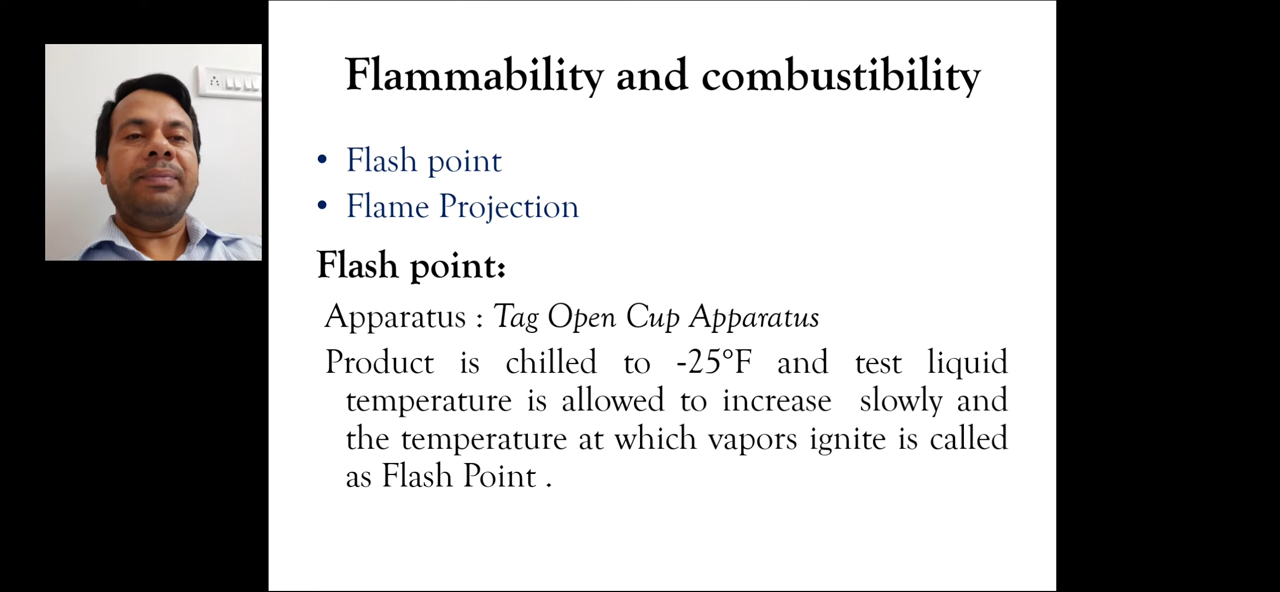 Flammability and combustibility
• Flash point
• Flame Projection
Flash point:
Apparatus : Tag Open Cup Apparatus
Product is chilled to -25°F and test liquid
temperature is allowed to increase slowly and
the temperature at which vapors ignite is called
as Flash Point .